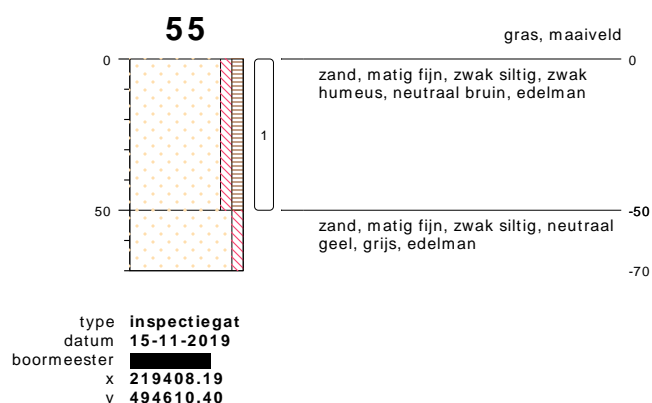 55
gras, maaiveld
0
0
zand, matig fijn, zwak siltig, zwak
humeus, neutraal bruin, edelman
1
50
-50
zand, matig fijn, zwak siltig, neutraal
geel, grijs, edelman
-70
type inspectiegat
datum 15-11-2019
boormeester
x 219408.19
y 494610.40